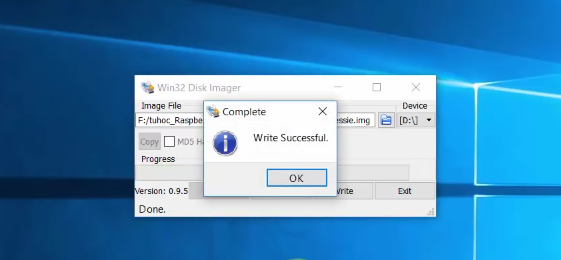 Win32 Disk Imager
Image File
Device
F:/tuhoc_Raspbe
essie.img
[D:\]
Copy
MD5 Ha
Progress
Complete
Write Successful.
OK
Version: 0.9.5
Write
Exit
Done.